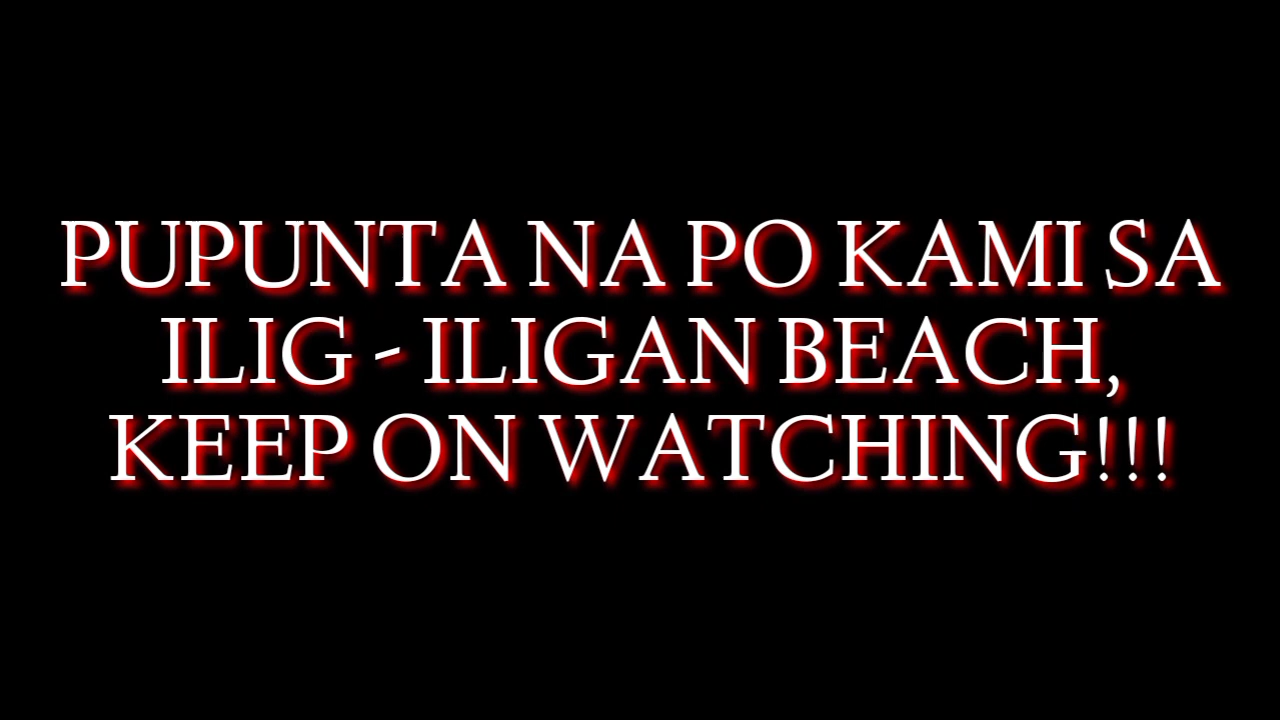 PUPUNTA NA PO KAMI SA
ILIG - ILIGAN BEACH,
KEEP ON WATCHING!!!